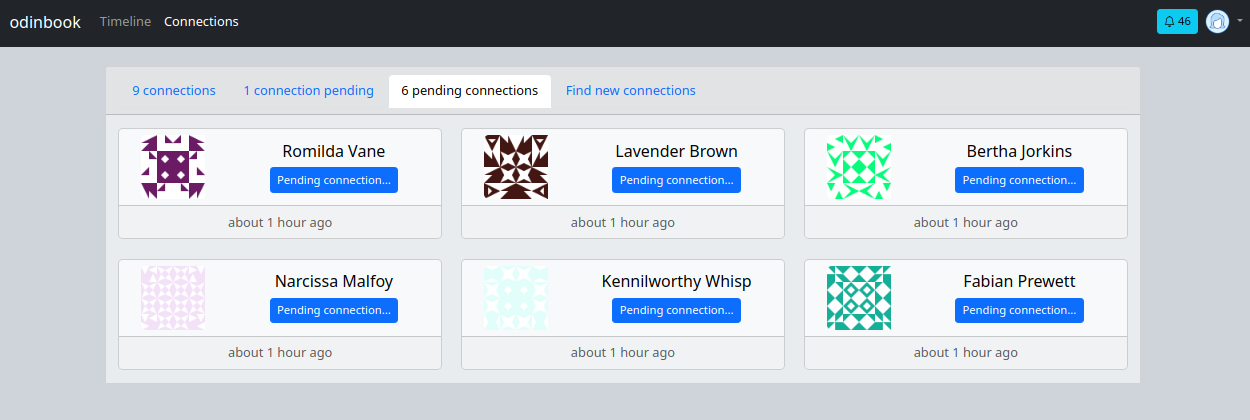 odinbook Timeline Connections 46
9 connections 1 connection pending 6 pending connections Find new connections
Romilda Vane
Pending connection...
about 1 hour ago
Lavender Brown
Pending connection...
about 1 hour ago
Bertha Jorkins
Pending connection...
about 1 hour ago
Narcissa Malfoy
Pending connection...
about 1 hour ago
Kennilworthy Whisp
Pending connection...
about 1 hour ago
Fabian Prewett
Pending connection...
about 1 hour ago